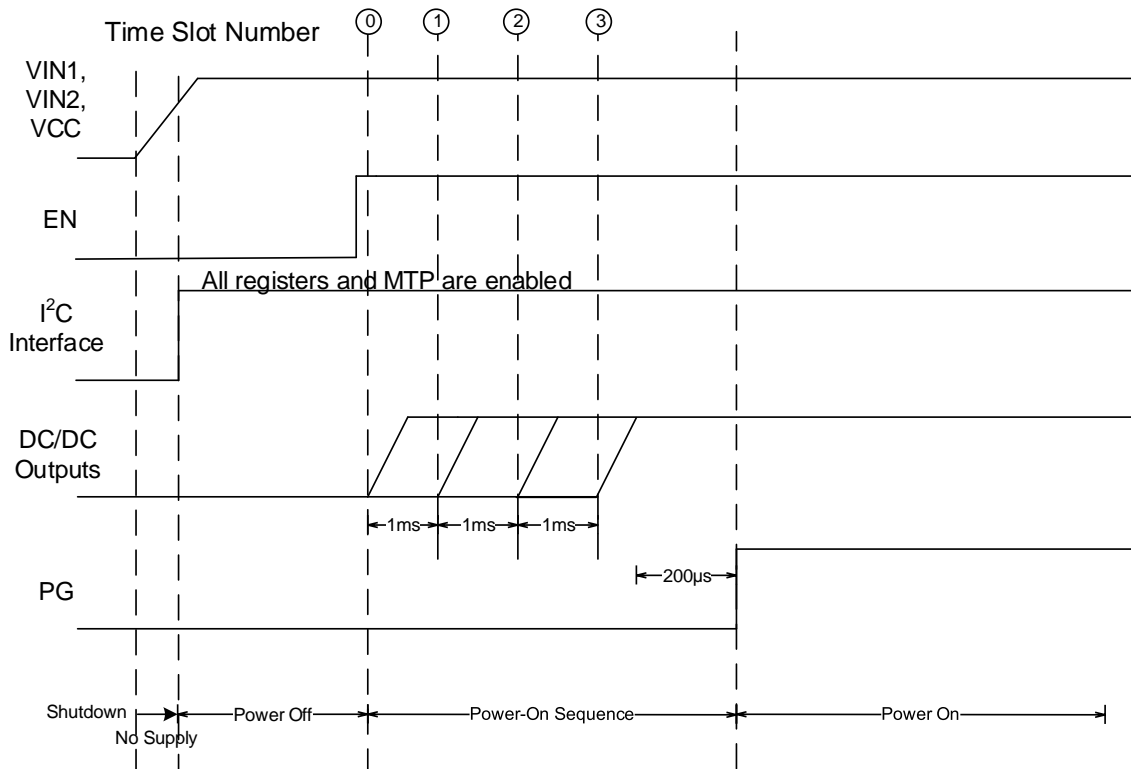 Time Slot Number
0
1
2
3
VIN1,
VIN2,
VCC
EN
All registers and MTP are enabled
I²C
Interface
DC/DC
Outputs
1ms
1ms
1ms
200µs
PG
Shutdown
No Supply
Power Off
Power-On Sequence
Power On